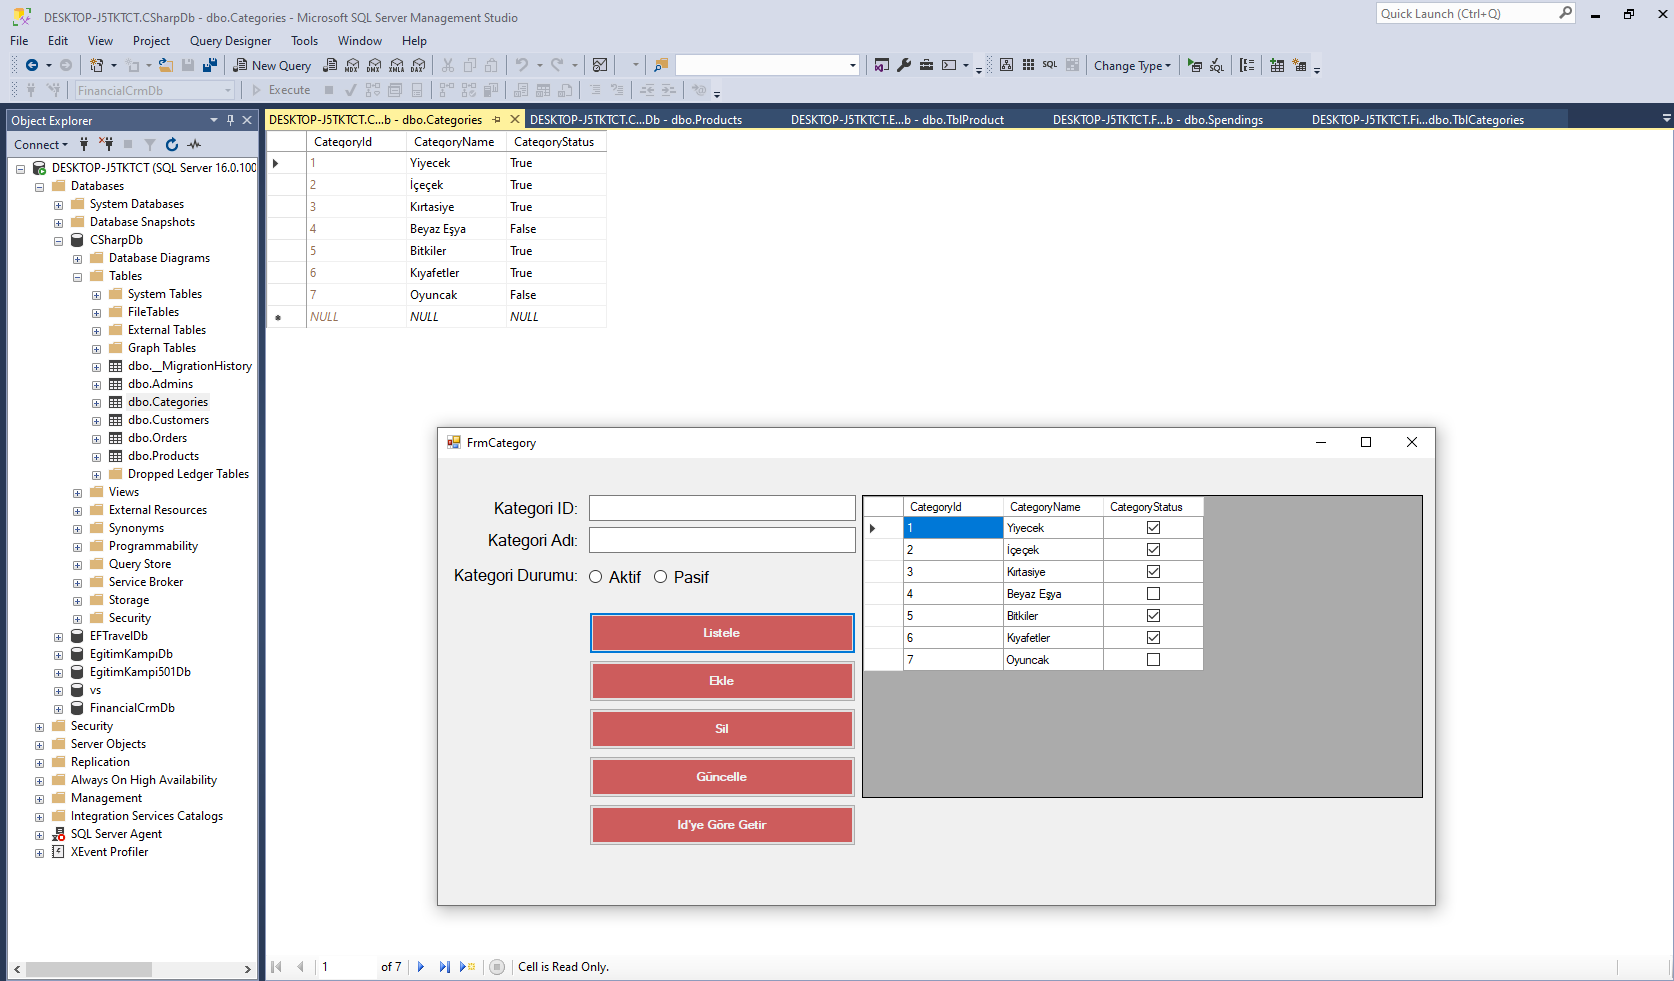 DESKTOP-J5TKTCT.CSharpDb - dbo.Categories - Microsoft SQL Server Management Studio
Quick Launch (Ctrl+Q)
File Edit View Project Query Designer Tools Window Help
New Query MDX DMX XMLA DAX SQL Change Type SQL
FinancialCrmDb Execute
Object Explorer
DESKTOP-J5TKTCT.C...b - dbo.Categories DESKTOP-J5TKTCT.C...Db - dbo.Products DESKTOP-J5TKTCT.E...b - dbo.TblProduct DESKTOP-J5TKTCT.F...b - dbo.Spendings DESKTOP-J5TKTCT.Fi...dbo.TblCategories
Connect
DESKTOP-J5TKTCT (SQL Server 16.0.100
Databases
System Databases
Database Snapshots
CSharpDb
Database Diagrams
Tables
System Tables
FileTables
External Tables
Graph Tables
dbo.__MigrationHistory
dbo.Admins
dbo.Categories
dbo.Customers
dbo.Orders
dbo.Products
Dropped Ledger Tables
Views
External Resources
Synonyms
Programmability
Query Store
Service Broker
Storage
Security
EFTravelDb
EgitimKampıDb
EgitimKampi501Db
vs
FinancialCrmDb
Security
Server Objects
Replication
Always On High Availability
Management
Integration Services Catalogs
SQL Server Agent
XEvent Profiler
CategoryId CategoryName CategoryStatus
1 Yiyecek True
2 İçeçek True
3 Kırtasiye True
4 Beyaz Eşya False
5 Bitkiler True
6 Kıyafetler True
7 Oyuncak False
NULL NULL NULL
FrmCategory
Kategori ID:
Kategori Adı:
Kategori Durumu: Aktif Pasif
Listele
Ekle
Sil
Güncelle
Id'ye Göre Getir
CategoryId CategoryName CategoryStatus
1 Yiyecek
2 İçeçek
3 Kırtasiye
4 Beyaz Eşya
5 Bitkiler
6 Kıyafetler
7 Oyuncak
1 of 7 Cell is Read Only.